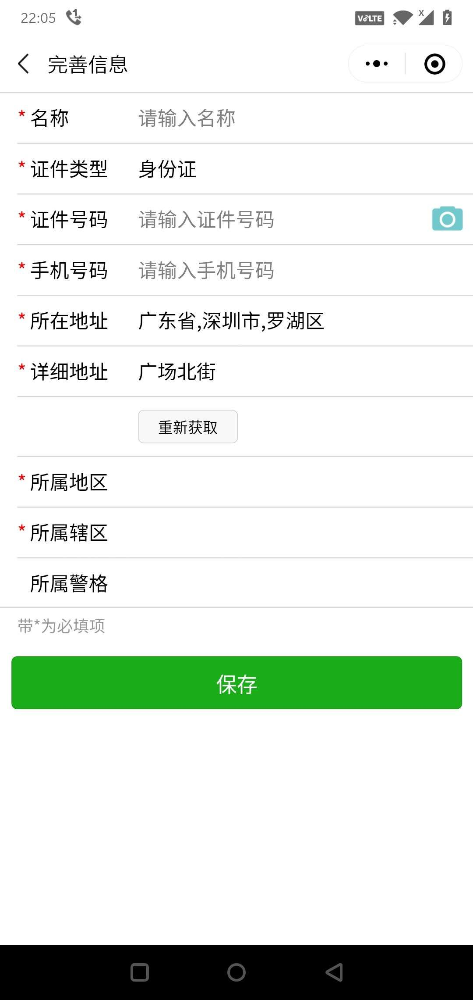 22:05
VoLTE
X
完善信息
* 名称 请输入名称
* 证件类型 身份证
* 证件号码 请输入证件号码
* 手机号码 请输入手机号码
* 所在地址 广东省,深圳市,罗湖区
* 详细地址 广场北街
重新获取
* 所属地区
* 所属辖区
所属警格
带*为必填项
保存